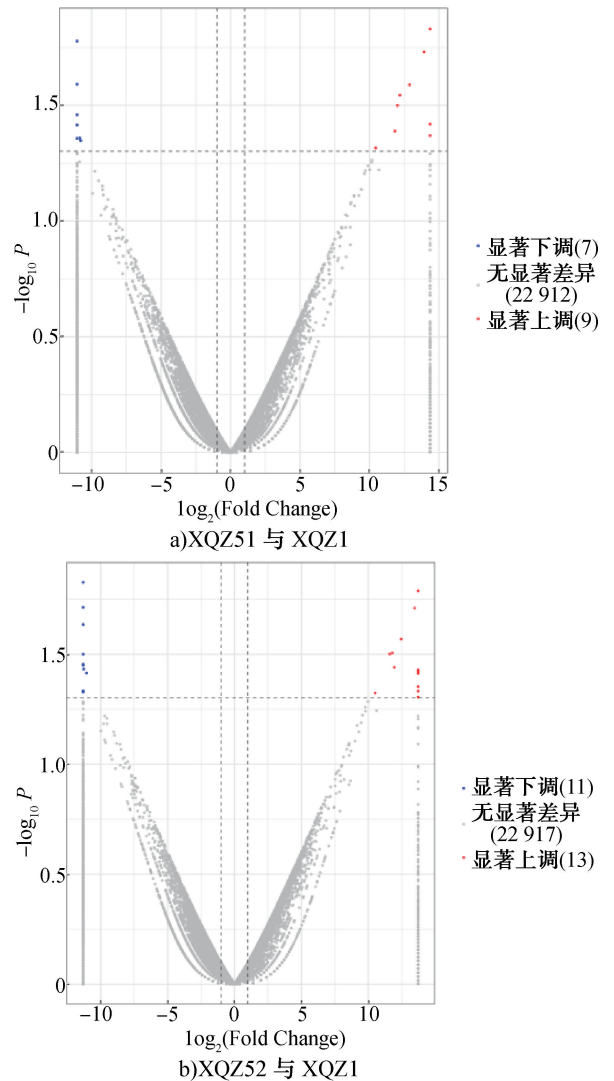 1.5
1.0
0.5
0
−log₁₀ P
−10 −5 0 5 10 15
log₂(Fold Change)
a)XQZ51 与 XQZ1
显著下调(7)
无显著差异
(22 912)
显著上调(9)
1.5
1.0
0.5
0
−log₁₀ P
−10 −5 0 5 10
log₂(Fold Change)
b)XQZ52 与 XQZ1
显著下调(11)
无显著差异
(22 917)
显著上调(13)